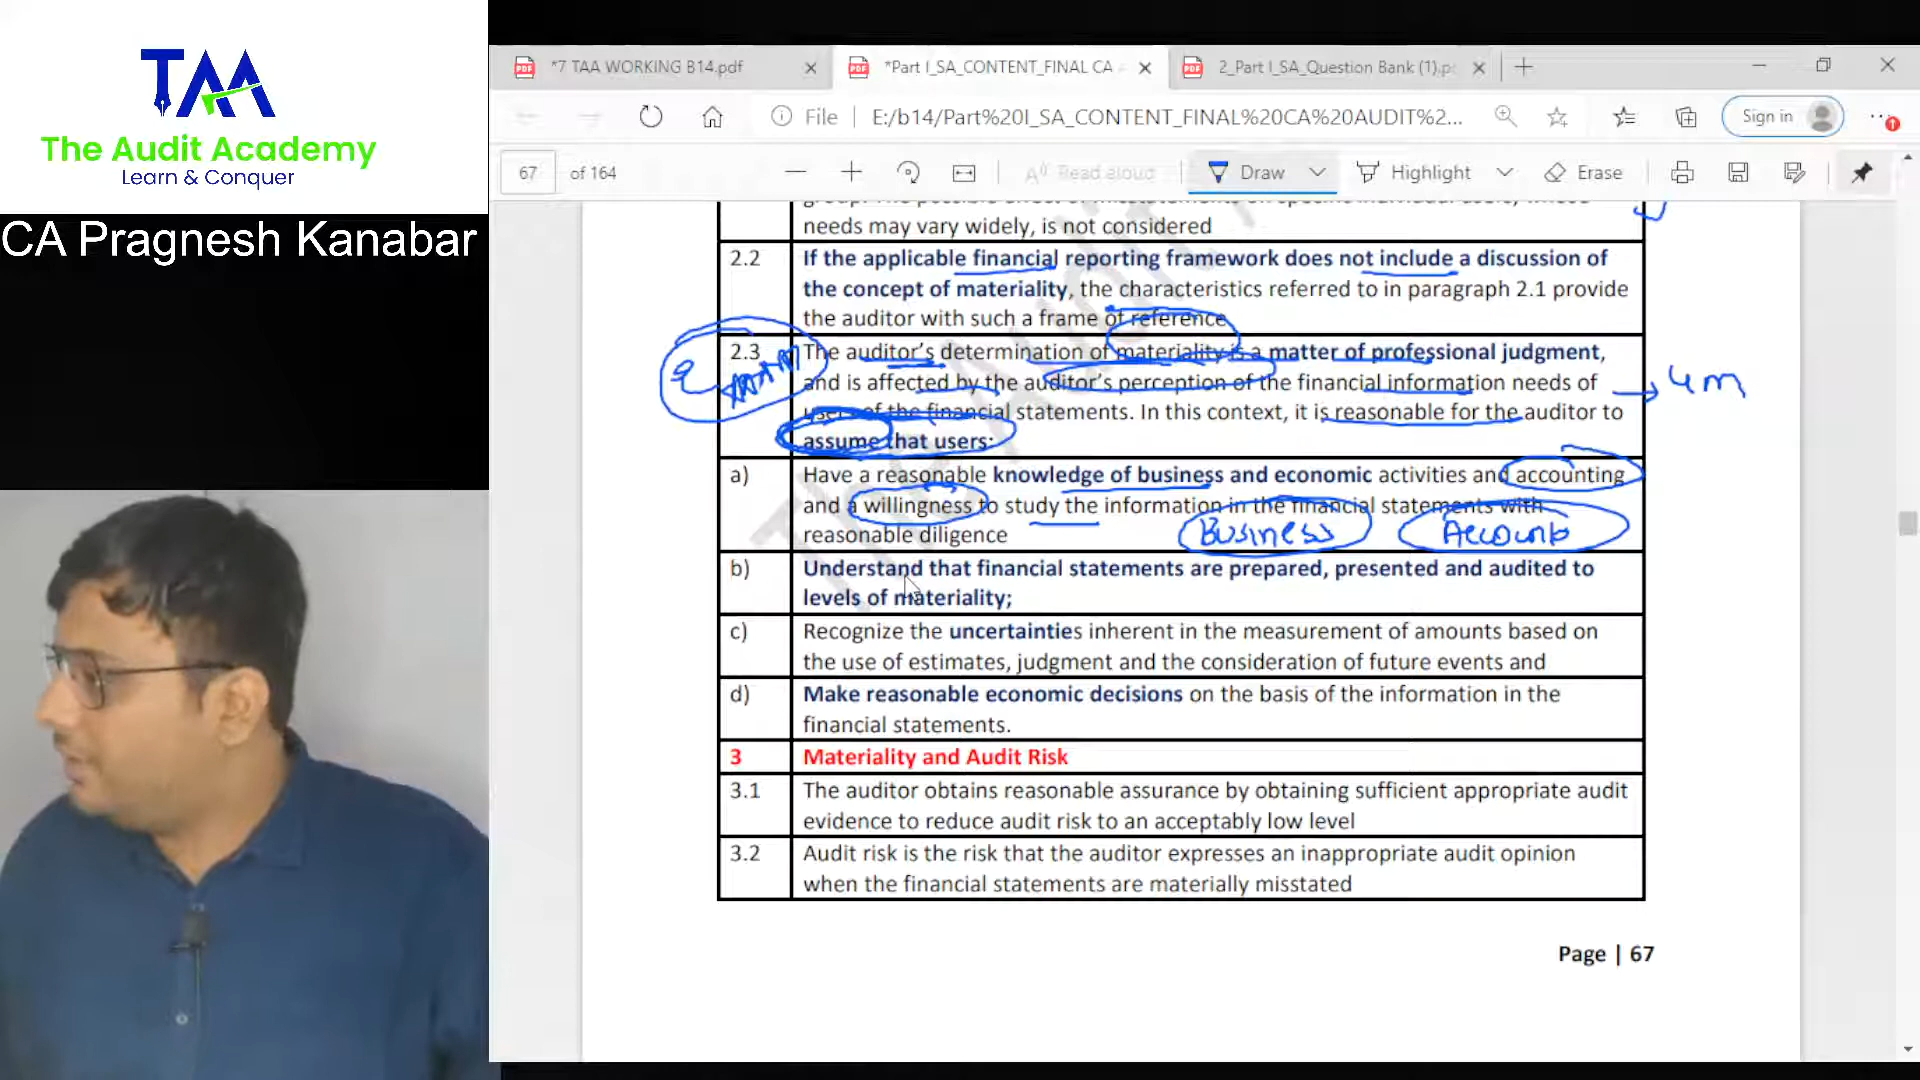 TAA
The Audit Academy
Learn & Conquer
CA Pragnesh Kanabar
*7 TAA WORKING B14.pdf
*Part I_SA_CONTENT_FINAL CA
2_Part I_SA_Question Bank (1).p
File
E:/b14/Part%20I_SA_CONTENT_FINAL%20CA%20AUDIT%2...
Sign in
67 of 164
Read aloud
Draw
Highlight
Erase
needs may vary widely, is not considered
2.2 If the applicable financial reporting framework does not include a discussion of
the concept of materiality, the characteristics referred to in paragraph 2.1 provide
the auditor with such a frame of reference
2.3 The auditor's determination of materiality is a matter of professional judgment,
and is affected by the auditor's perception of the financial information needs of
users of the financial statements. In this context, it is reasonable for the auditor to
assume that users:
4m
a) Have a reasonable knowledge of business and economic activities and accounting
and a willingness to study the information in the financial statements with
reasonable diligence
Business
Accounts
b) Understand that financial statements are prepared, presented and audited to
levels of materiality;
c) Recognize the uncertainties inherent in the measurement of amounts based on
the use of estimates, judgment and the consideration of future events and
d) Make reasonable economic decisions on the basis of the information in the
financial statements.
3 Materiality and Audit Risk
3.1 The auditor obtains reasonable assurance by obtaining sufficient appropriate audit
evidence to reduce audit risk to an acceptably low level
3.2 Audit risk is the risk that the auditor expresses an inappropriate audit opinion
when the financial statements are materially misstated
Page | 67